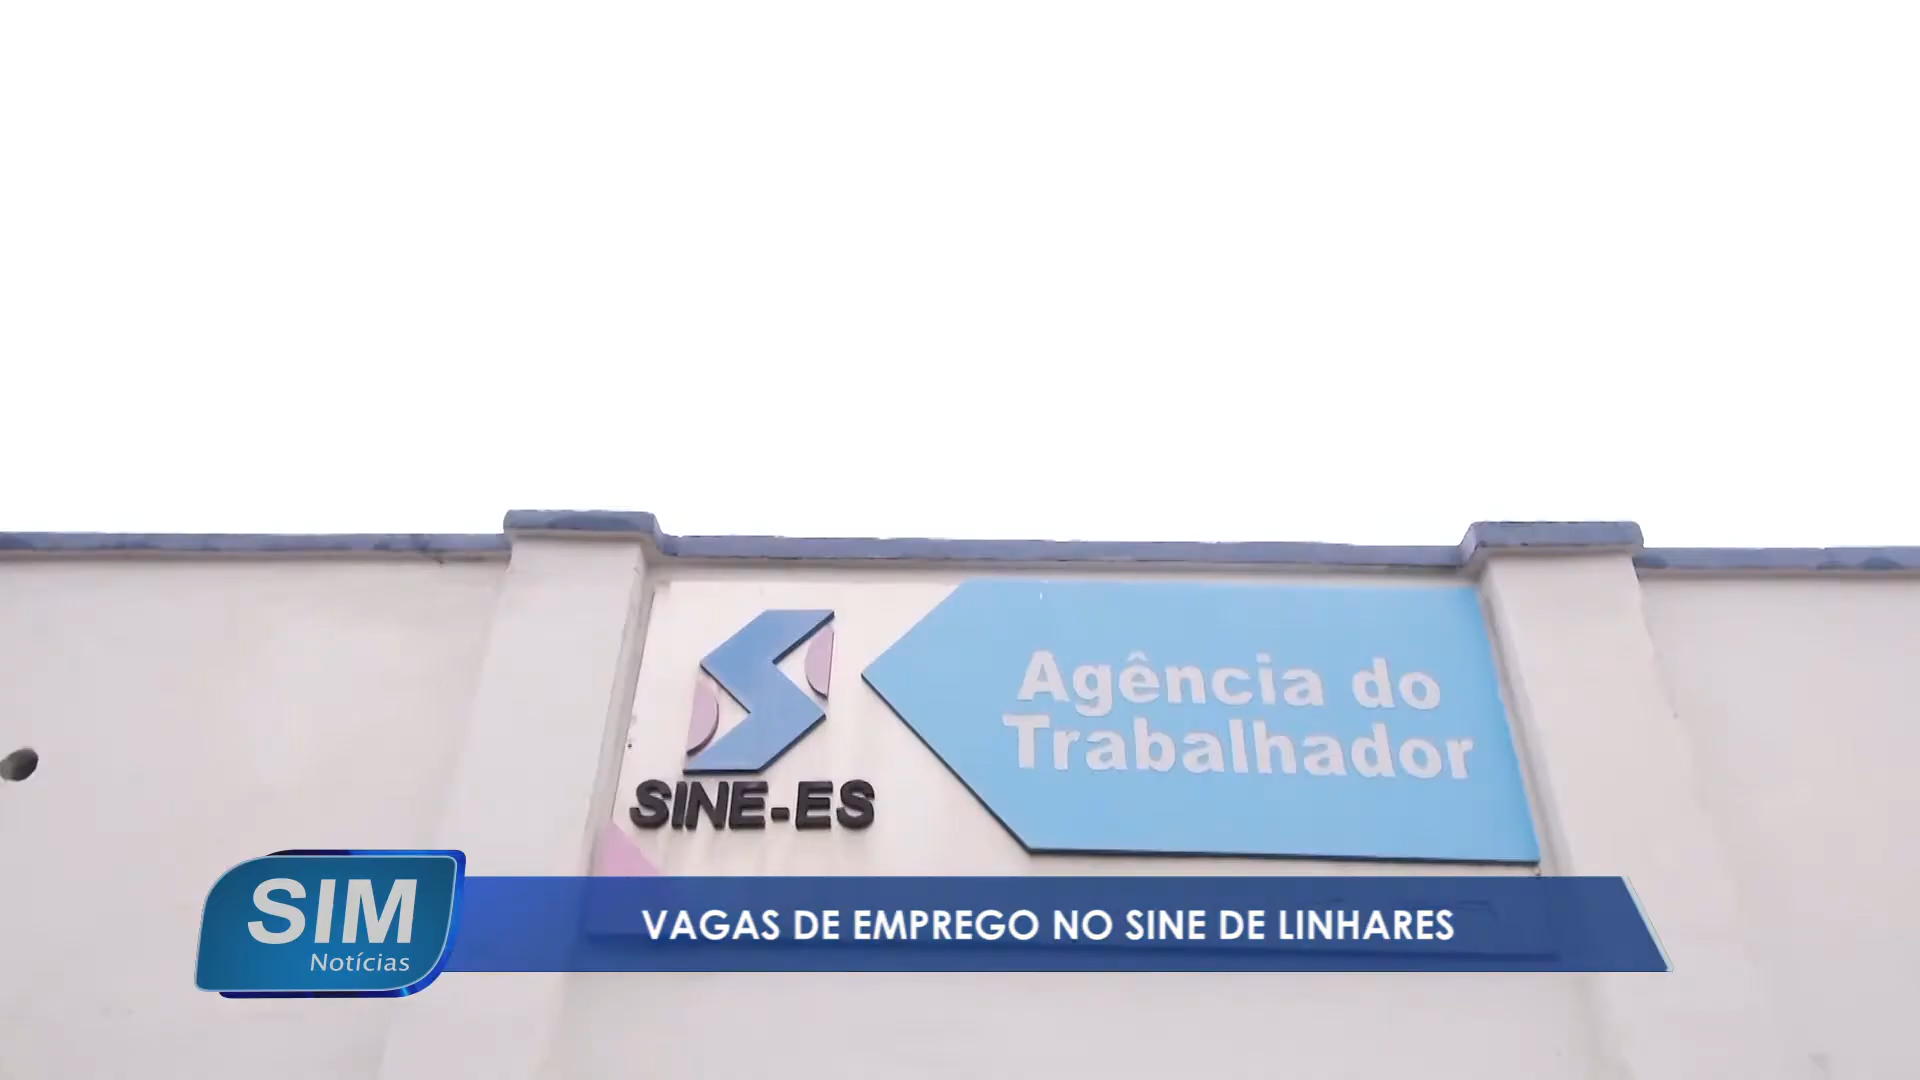 Agência do
Trabalhador
SINE-ES
SIM
Notícias
VAGAS DE EMPREGO NO SINE DE LINHARES